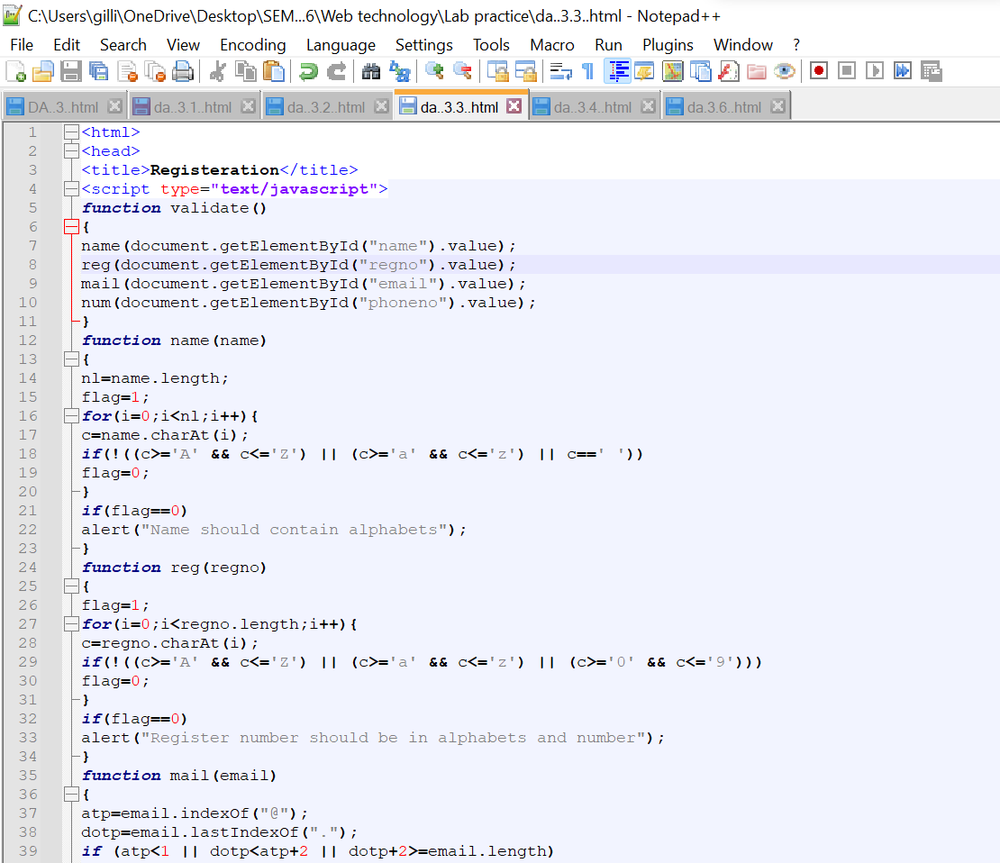 C:\Users\gilli\OneDrive\Desktop\SEM...6\Web technology\Lab practice\da..3.3..html - Notepad++
File Edit Search View Encoding Language Settings Tools Macro Run Plugins Window ?
DA..3..html da..3.1..html da..3.2..html da..3.3..html da..3.4..html da.3.6..html
1 <html>
2 <head>
3 <title>Registeration</title>
4 <script type="text/javascript">
5 function validate()
6 {
7 name(document.getElementById("name").value);
8 reg(document.getElementById("regno").value);
9 mail(document.getElementById("email").value);
10 num(document.getElementById("phoneno").value);
11 }
12 function name(name)
13 {
14 nl=name.length;
15 flag=1;
16 for(i=0;i<nl;i++){
17 c=name.charAt(i);
18 if(!((c>='A' && c<='Z') || (c>='a' && c<='z') || c==' '))
19 flag=0;
20 }
21 if(flag==0)
22 alert("Name should contain alphabets");
23 }
24 function reg(regno)
25 {
26 flag=1;
27 for(i=0;i<regno.length;i++){
28 c=regno.charAt(i);
29 if(!((c>='A' && c<='Z') || (c>='a' && c<='z') || (c>='0' && c<='9')))
30 flag=0;
31 }
32 if(flag==0)
33 alert("Register number should be in alphabets and number");
34 }
35 function mail(email)
36 {
37 atp=email.indexOf("@");
38 dotp=email.lastIndexOf(".");
39 if (atp<1 || dotp<atp+2 || dotp+2>=email.length)